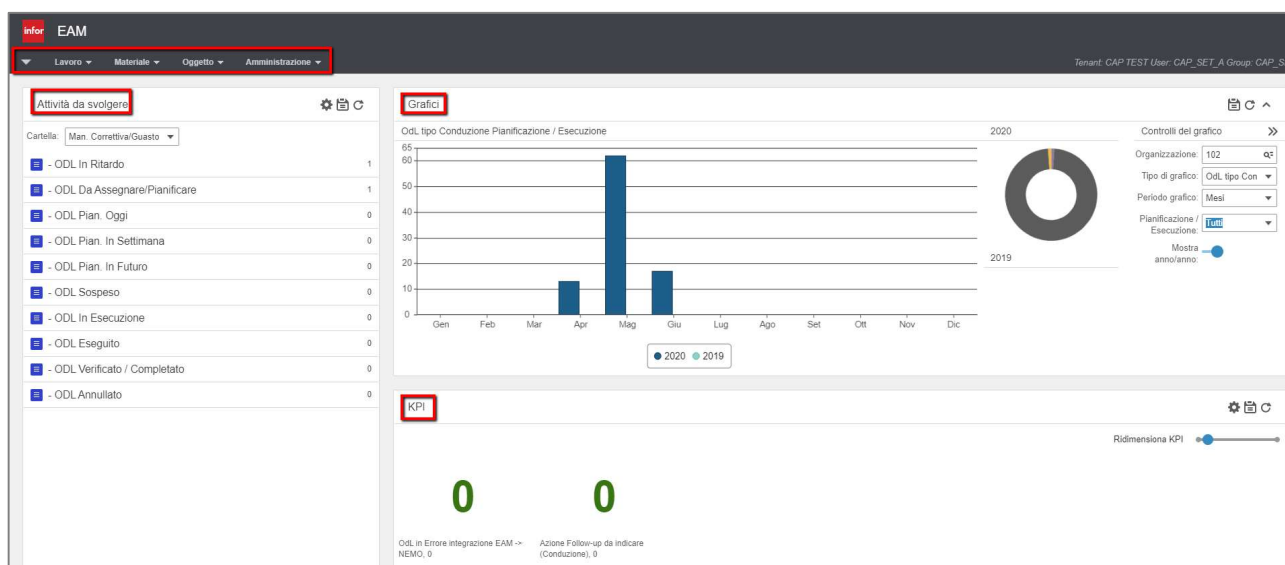 infor EAM
Lavoro Materiale Oggetto Amministrazione
Tenant: CAP TEST User: CAP_SET_A Group: CAP_S
Attività da svolgere
Cartella: Man. Correttiva/Guasto
- ODL In Ritardo 1
- ODL Da Assegnare/Pianificare 1
- ODL Pian. Oggi 0
- ODL Pian. In Settimana 0
- ODL Pian. In Futuro 0
- ODL Sospeso 0
- ODL In Esecuzione 0
- ODL Eseguito 0
- ODL Verificato / Completato 0
- ODL Annullato 0
Grafici
OdL tipo Conduzione Pianificazione / Esecuzione
65
60
50
40
30
20
10
0
Gen Feb Mar Apr Mag Giu Lug Ago Set Ott Nov Dic
2020 2019
2020
2019
Controlli del grafico
Organizzazione: 102
Tipo di grafico: OdL tipo Con
Periodo grafico: Mesi
Pianificazione /
Esecuzione: Tutti
Mostra
anno/anno:
KPI
Ridimensiona KPI
0 0
OdL in Errore integrazione EAM ->
NEMO, 0
Azione Follow-up da indicare
(Conduzione), 0